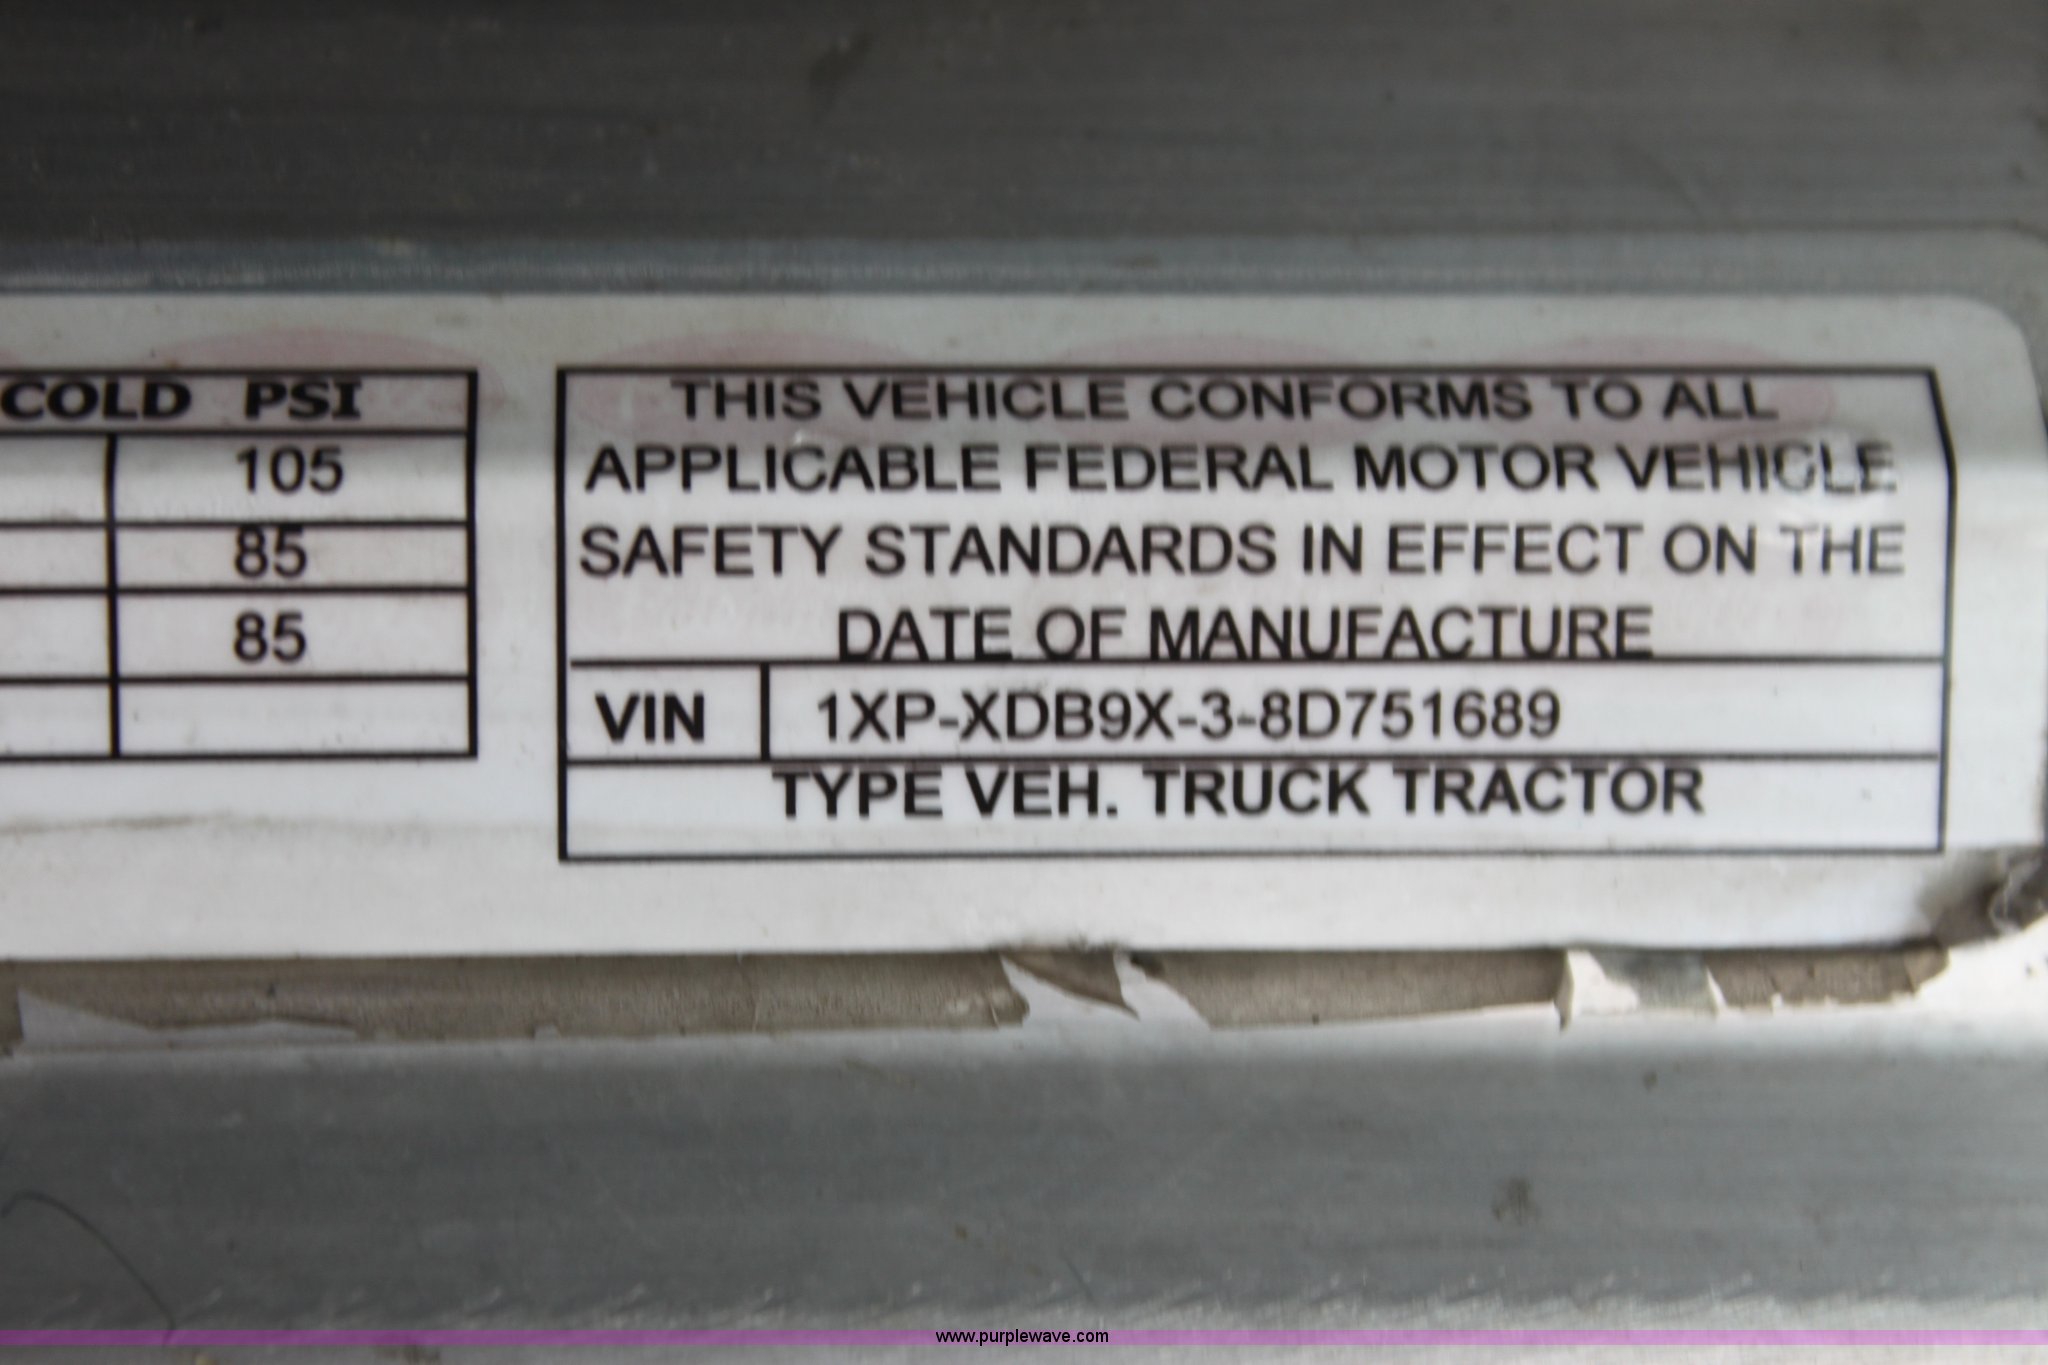 COLD PSI
105
85
85
THIS VEHICLE CONFORMS TO ALL
APPLICABLE FEDERAL MOTOR VEHICLE
SAFETY STANDARDS IN EFFECT ON THE
DATE OF MANUFACTURE
VIN 1XP-XDB9X-3-8D751689
TYPE VEH. TRUCK TRACTOR
www.purplewave.com